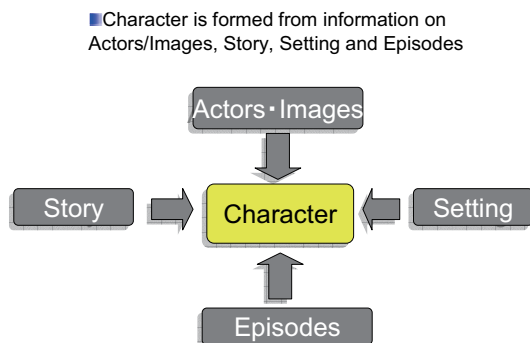 Character is formed from information on
Actors/Images, Story, Setting and Episodes
Actors・Images
Story
Character
Setting
Episodes